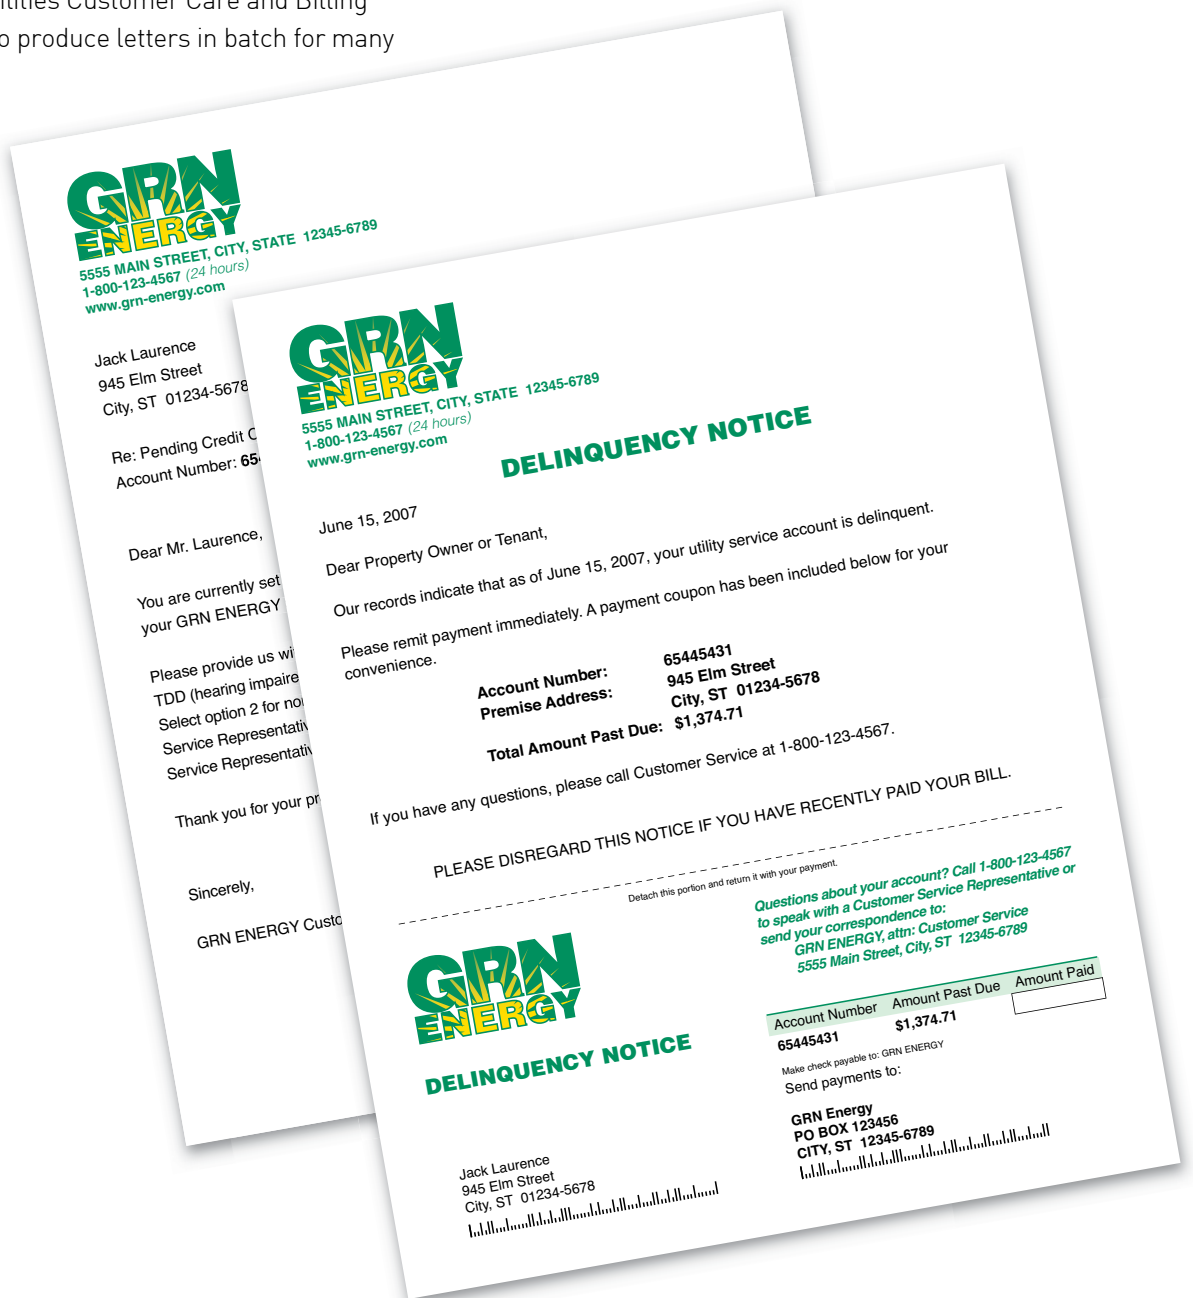 Customer Care and Billing
to produce letters in batch for many
GRN
ENERGY
5555 MAIN STREET, CITY, STATE 12345-6789
1-800-123-4567 (24 hours)
www.grn-energy.com
Jack Laurence
945 Elm Street
City, ST 01234-5678
Re: Pending Credit
Account Number:
Dear Mr. Laurence,
You are currently set
your GRN ENERGY
Please provide us
TDD (hearing
Select option 2 for
Service
Service
Thank you for your
Sincerely,
GRN ENERGY
GRN
ENERGY
5555 MAIN STREET, CITY, STATE 12345-6789
1-800-123-4567 (24 hours)
www.grn-energy.com
DELINQUENCY NOTICE
June 15, 2007
Dear Property Owner or Tenant,
Our records indicate that as of June 15, 2007, your utility service account is delinquent.
Please remit payment immediately. A payment coupon has been included below for your
convenience.
Account Number: 65445431
Premise Address: 945 Elm Street
City, ST 01234-5678
Total Amount Past Due: $1,374.71
If you have any questions, please call Customer Service at 1-800-123-4567.
PLEASE DISREGARD THIS NOTICE IF YOU HAVE RECENTLY PAID YOUR BILL.
Detach this portion and return it with your payment.
GRN
ENERGY
DELINQUENCY NOTICE
Jack Laurence
945 Elm Street
City, ST 01234-5678
Questions about your account? Call 1-800-123-4567
to speak with a Customer Service Representative or
send your correspondence to:
GRN ENERGY, attn: Customer Service
5555 Main Street, City, ST 12345-6789
Account Number Amount Past Due Amount Paid
65445431 $1,374.71
Make check payable to: GRN ENERGY
Send payments to:
GRN Energy
PO BOX 123456
CITY, ST 12345-6789